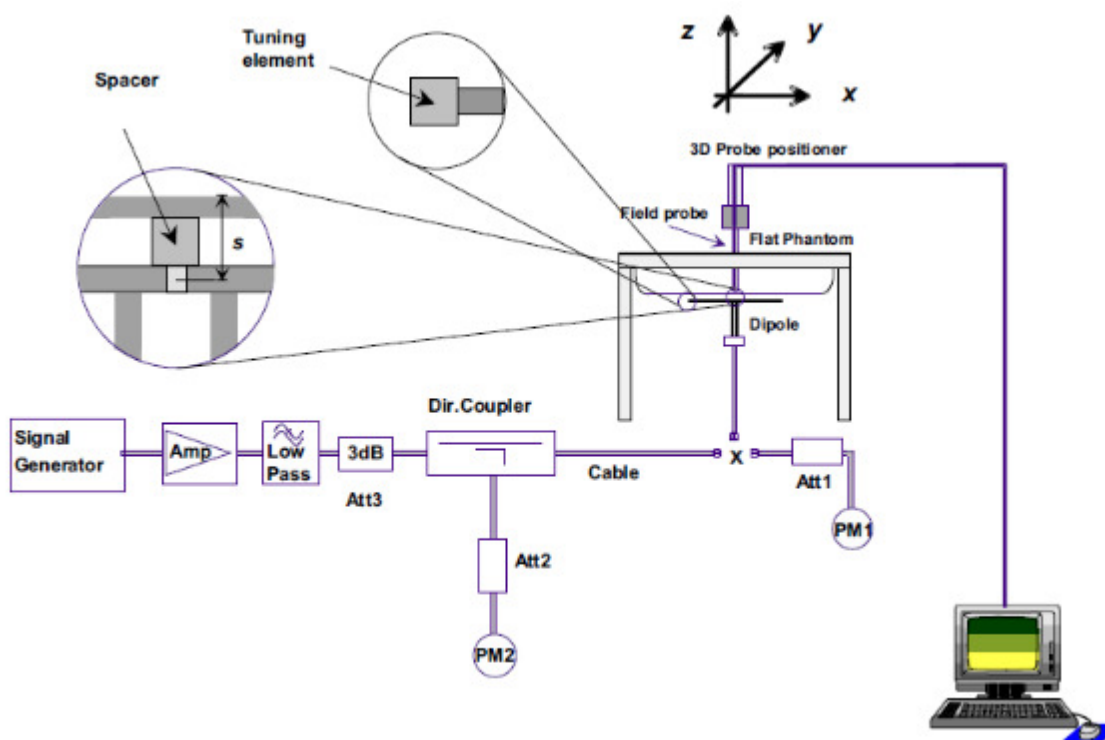 Tuning
element
Spacer
s
z
y
x
3D Probe positioner
Field probe
Flat Phantom
Dipole
Dir.Coupler
Signal
Generator
Amp
Low
Pass
3dB
Att3
Cable
X
Att1
PM1
Att2
PM2